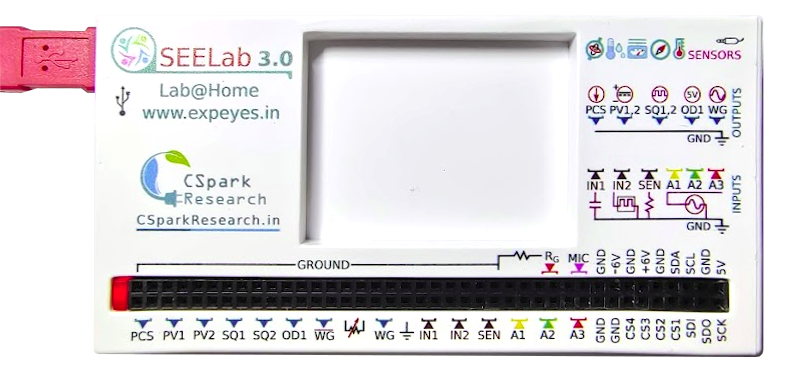 SEELab 3.0
Lab@Home
www.expeyes.in
CSpark
Research
CSparkResearch.in
SENSORS
5V
PCS PV1,2 SQ1,2 OD1 WG
OUTPUTS
GND
IN1 IN2 SEN A1 A2 A3
INPUTS
GND
GROUND
RG MIC GND -6V GND +6V GND SDA SCL GND 5V
PCS PV1 PV2 SQ1 SQ2 OD1 WG WG IN1 IN2 SEN A1 A2 A3 GND GND CS4 CS3 CS2 CS1 SDI SDO SCK